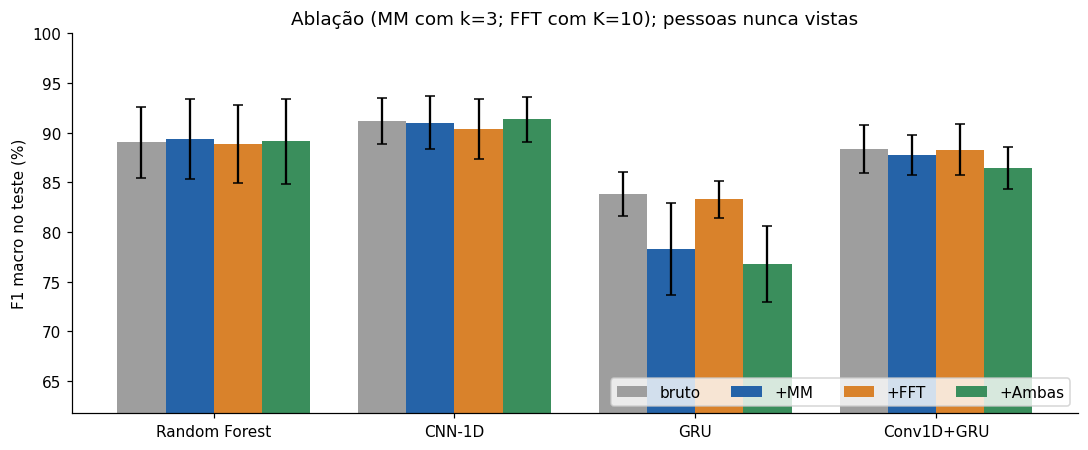 Ablação (MM com k=3; FFT com K=10); pessoas nunca vistas
F1 macro no teste (%)
100
95
90
85
80
75
70
65
bruto +MM +FFT +Ambas
Random Forest CNN-1D GRU Conv1D+GRU